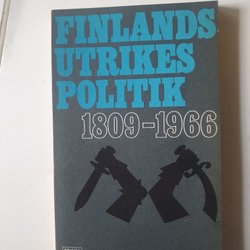 FINLANDS
UTRIKES
POLITIK
1809-1966